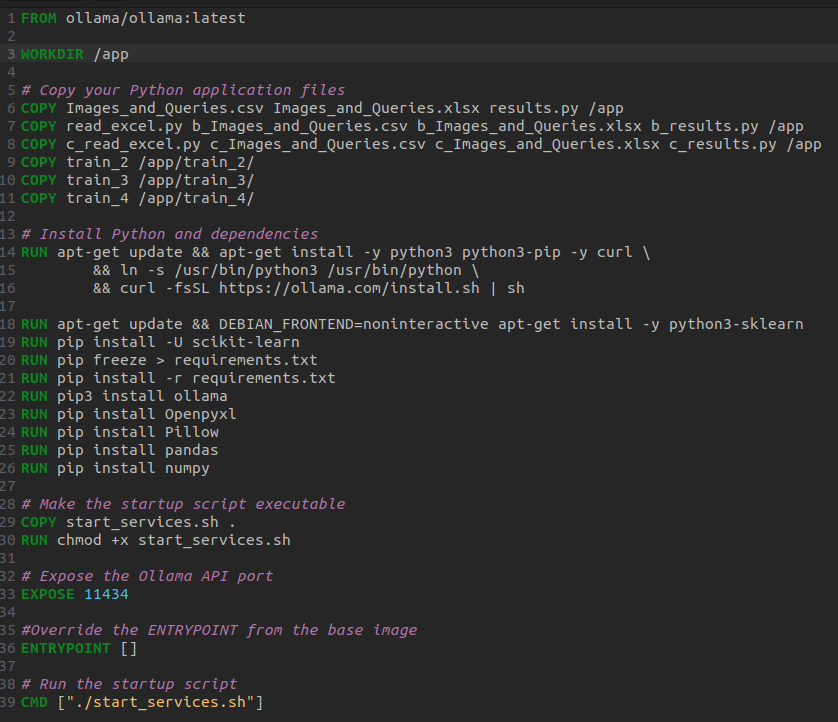 1 FROM ollama/ollama:latest
2
3 WORKDIR /app
4
5 # Copy your Python application files
6 COPY Images_and_Queries.csv Images_and_Queries.xlsx results.py /app
7 COPY read_excel.py b_Images_and_Queries.csv b_Images_and_Queries.xlsx b_results.py /app
8 COPY c_read_excel.py c_Images_and_Queries.csv c_Images_and_Queries.xlsx c_results.py /app
9 COPY train_2 /app/train_2/
10 COPY train_3 /app/train_3/
11 COPY train_4 /app/train_4/
12
13 # Install Python and dependencies
14 RUN apt-get update && apt-get install -y python3 python3-pip -y curl \
15         && ln -s /usr/bin/python3 /usr/bin/python \
16         && curl -fsSL https://ollama.com/install.sh | sh
17
18 RUN apt-get update && DEBIAN_FRONTEND=noninteractive apt-get install -y python3-sklearn
19 RUN pip install -U scikit-learn
20 RUN pip freeze > requirements.txt
21 RUN pip install -r requirements.txt
22 RUN pip3 install ollama
23 RUN pip install Openpyxl
24 RUN pip install Pillow
25 RUN pip install pandas
26 RUN pip install numpy
27
28 # Make the startup script executable
29 COPY start_services.sh .
30 RUN chmod +x start_services.sh
31
32 # Expose the Ollama API port
33 EXPOSE 11434
34
35 #Override the ENTRYPOINT from the base image
36 ENTRYPOINT []
37
38 # Run the startup script
39 CMD ["./start_services.sh"]